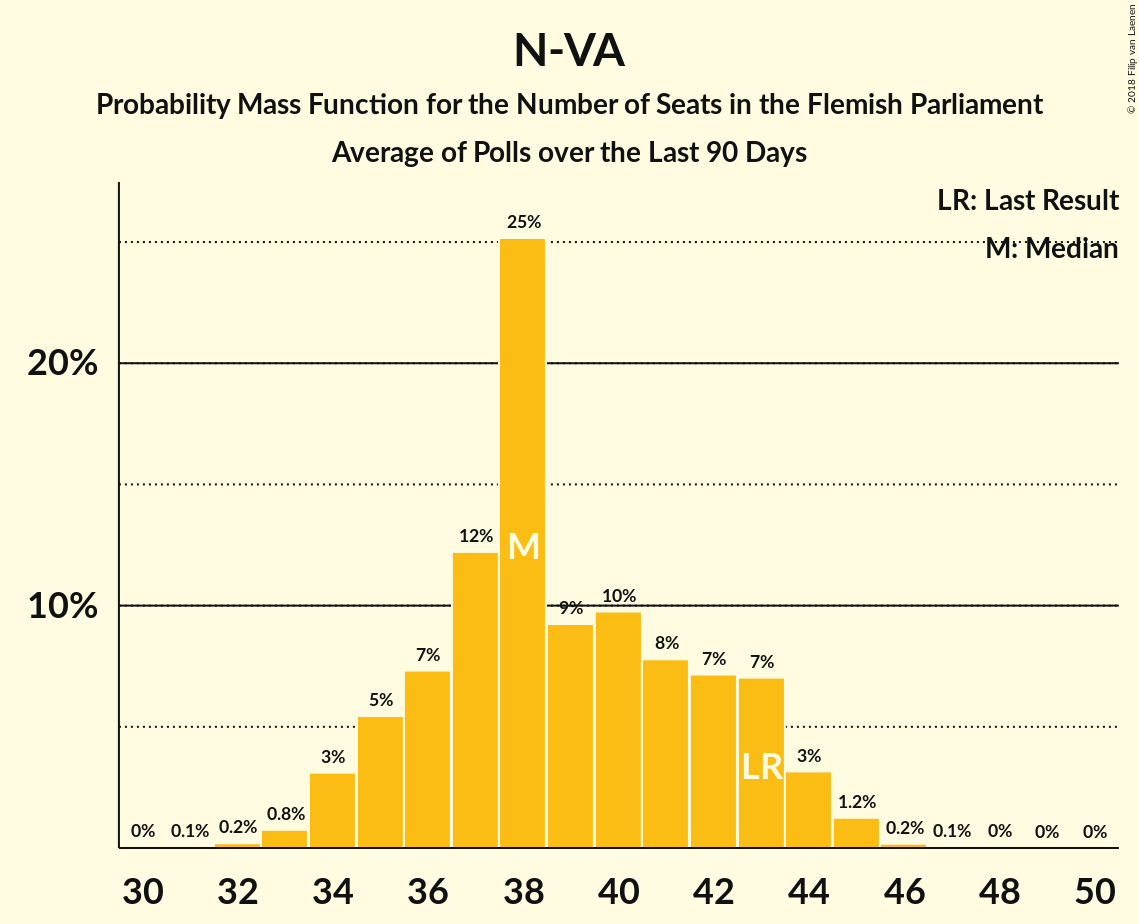 N-VA
Probability Mass Function for the Number of Seats in the Flemish Parliament
Average of Polls over the Last 90 Days
© 2018 Filip van Laenen
LR: Last Result
M: Median
20%
10%
0%
0.1%
0.2%
0.8%
3%
5%
7%
12%
25%
9%
10%
8%
7%
7%
3%
1.2%
0.2%
0.1%
0%
0%
0%
M
LR
30 32 34 36 38 40 42 44 46 48 50